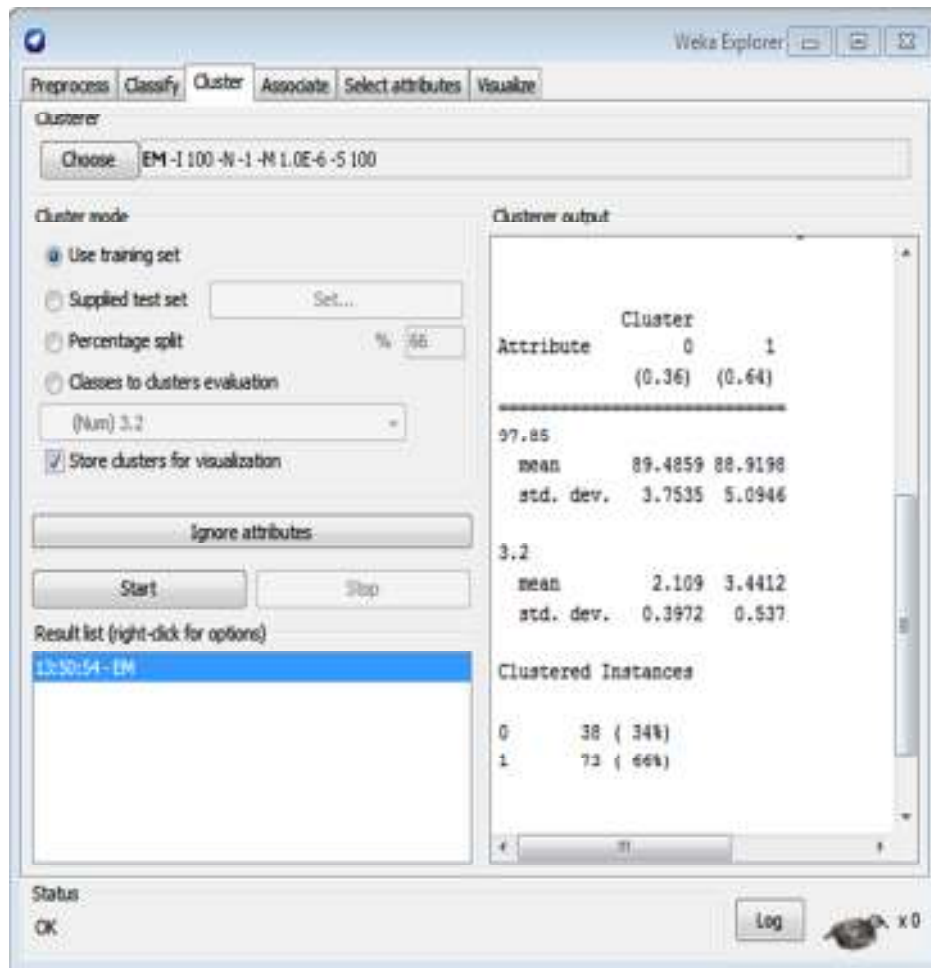 Weka Explorer
Preprocess Classify Cluster Associate Select attributes Visualize
Clusterer
Choose EM -I 100 -N -1 -M 1.0E-6 -S 100
Cluster mode
Use training set
Supplied test set Set...
Percentage split % 66
Classes to clusters evaluation
(Num) 3.2
Store clusters for visualization
Ignore attributes
Start Stop
Result list (right-click for options)
13:50:54 - EM
Clusterer output
Cluster
Attribute 0 1
(0.36) (0.64)
==============================
97.85
mean 89.4859 88.9198
std. dev. 3.7535 5.0946
3.2
mean 2.109 3.4412
std. dev. 0.3972 0.537
Clustered Instances
0 38 ( 34%)
1 73 ( 66%)
Status
OK
Log x 0